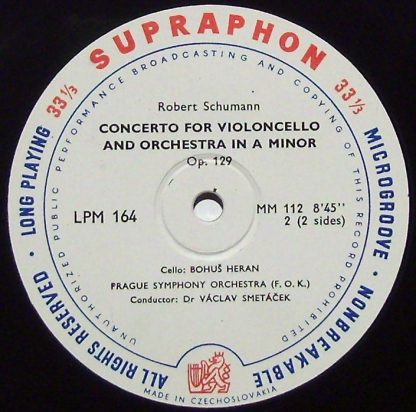 SUPRAPHON
33⅓
33⅓
LONG PLAYING
MICROGROOVE · NONBREAKABLE
ALL RIGHTS RESERVED ·
UNAUTHORIZED PUBLIC PERFORMANCE BROADCASTING AND COPYING OF THIS RECORD PROHIBITED
Robert Schumann
CONCERTO FOR VIOLONCELLO
AND ORCHESTRA IN A MINOR
Op. 129
LPM 164
MM 112 8'45''
2 (2 sides)
Cello: BOHUŠ HERAN
PRAGUE SYMPHONY ORCHESTRA (F. O. K.)
Conductor: Dr VÁCLAV SMETÁČEK
MADE IN CZECHOSLOVAKIA